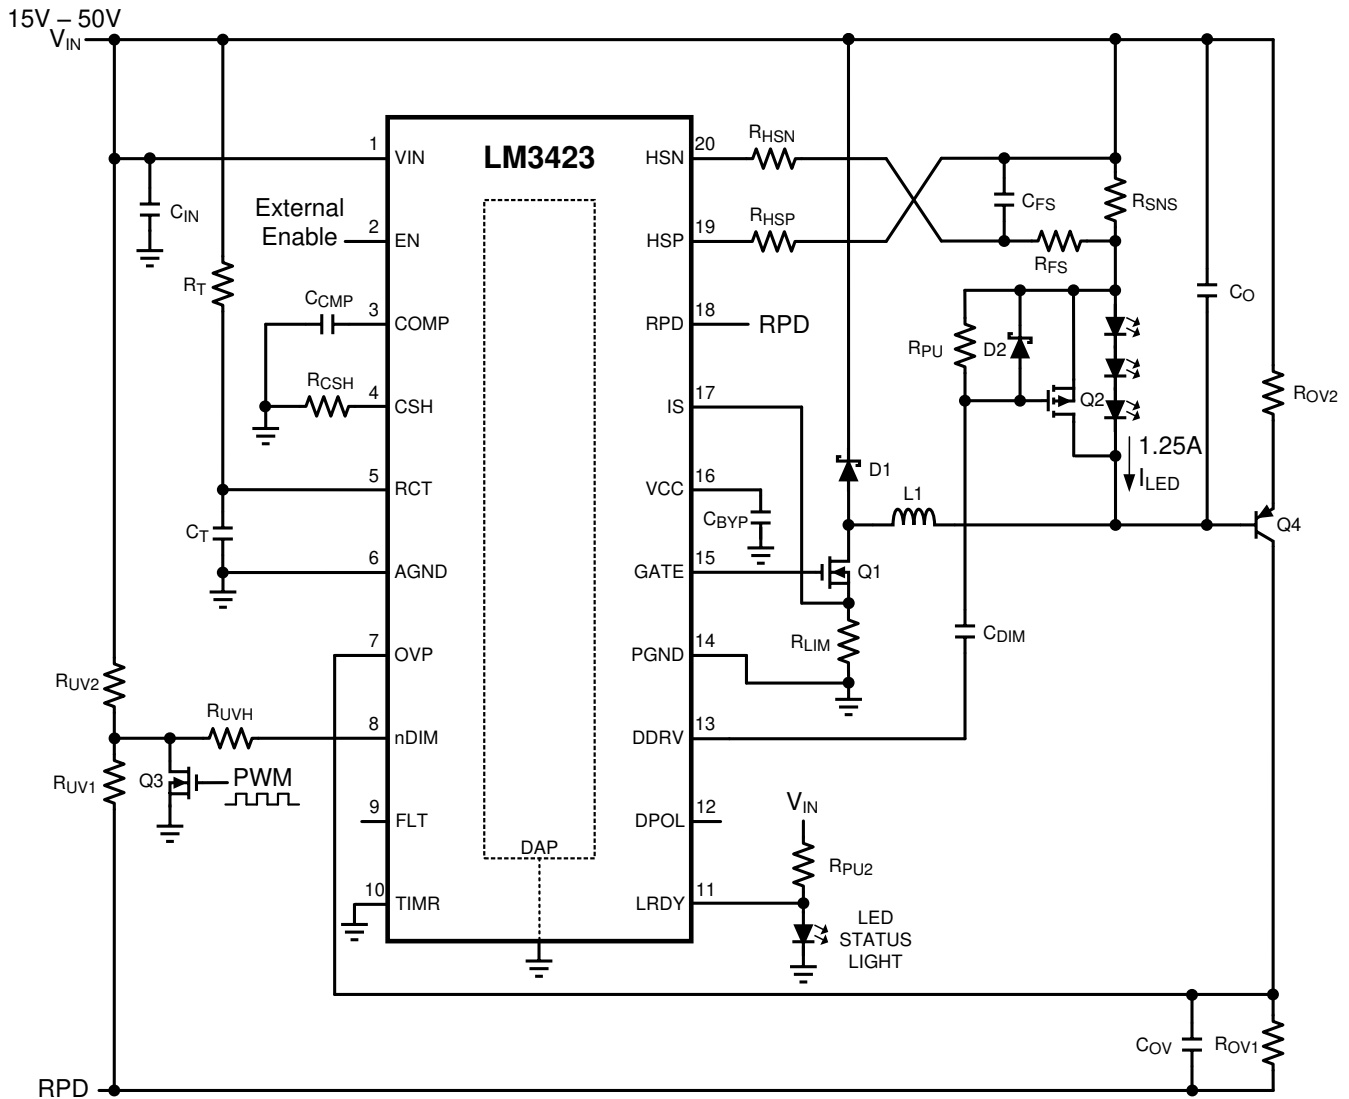 15V – 50V
VIN
LM3423
1 VIN
2 EN
3 COMP
4 CSH
5 RCT
6 AGND
7 OVP
8 nDIM
9 FLT
10 TIMR
20 HSN
19 HSP
18 RPD
17 IS
16 VCC
15 GATE
14 PGND
13 DDRV
12 DPOL
11 LRDY
DAP
CIN
External
Enable
RT
CCMP
RCSH
CT
RUV2
RUVH
RUV1
Q3
PWM
RPD
RHSN
RHSP
CFS
RSNS
RFS
RPD
RPU
D2
Q2
CO
ROV2
1.25A
ILED
D1
L1
CBYP
Q1
Q4
RLIM
CDIM
VIN
RPU2
LED
STATUS
LIGHT
COV
ROV1